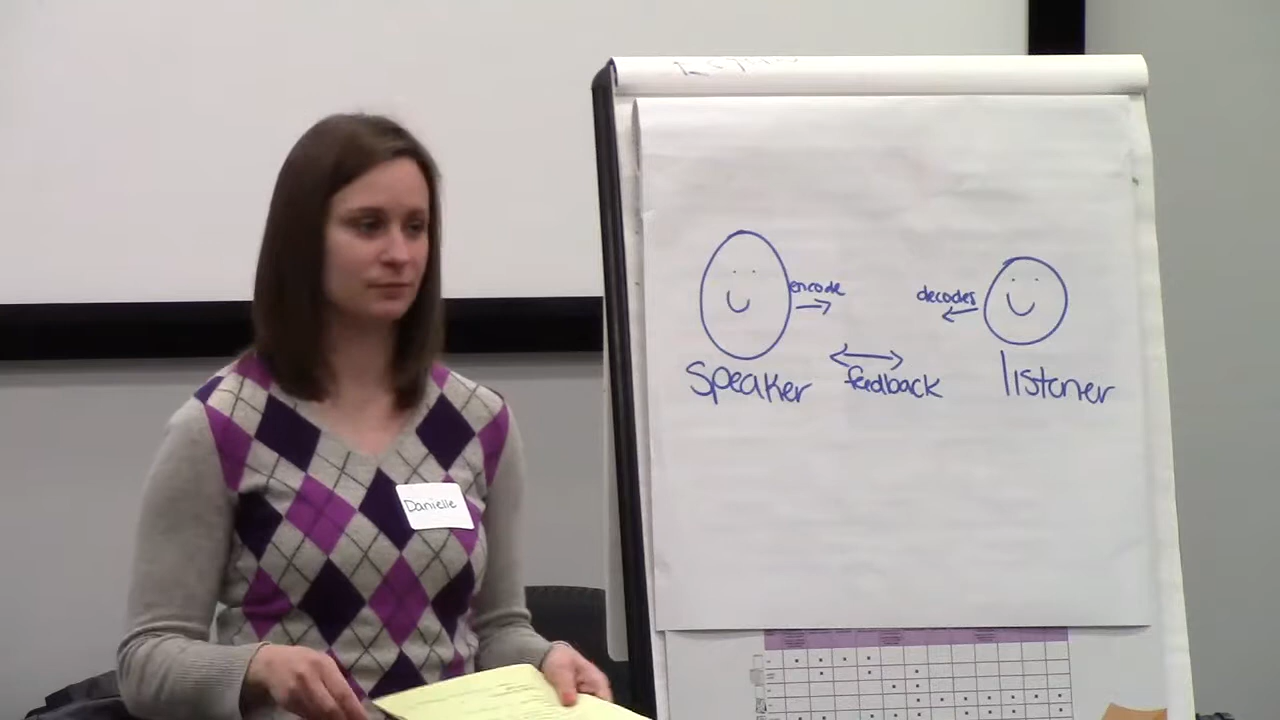 encode
decodes
speaker
feedback
listener
Danielle